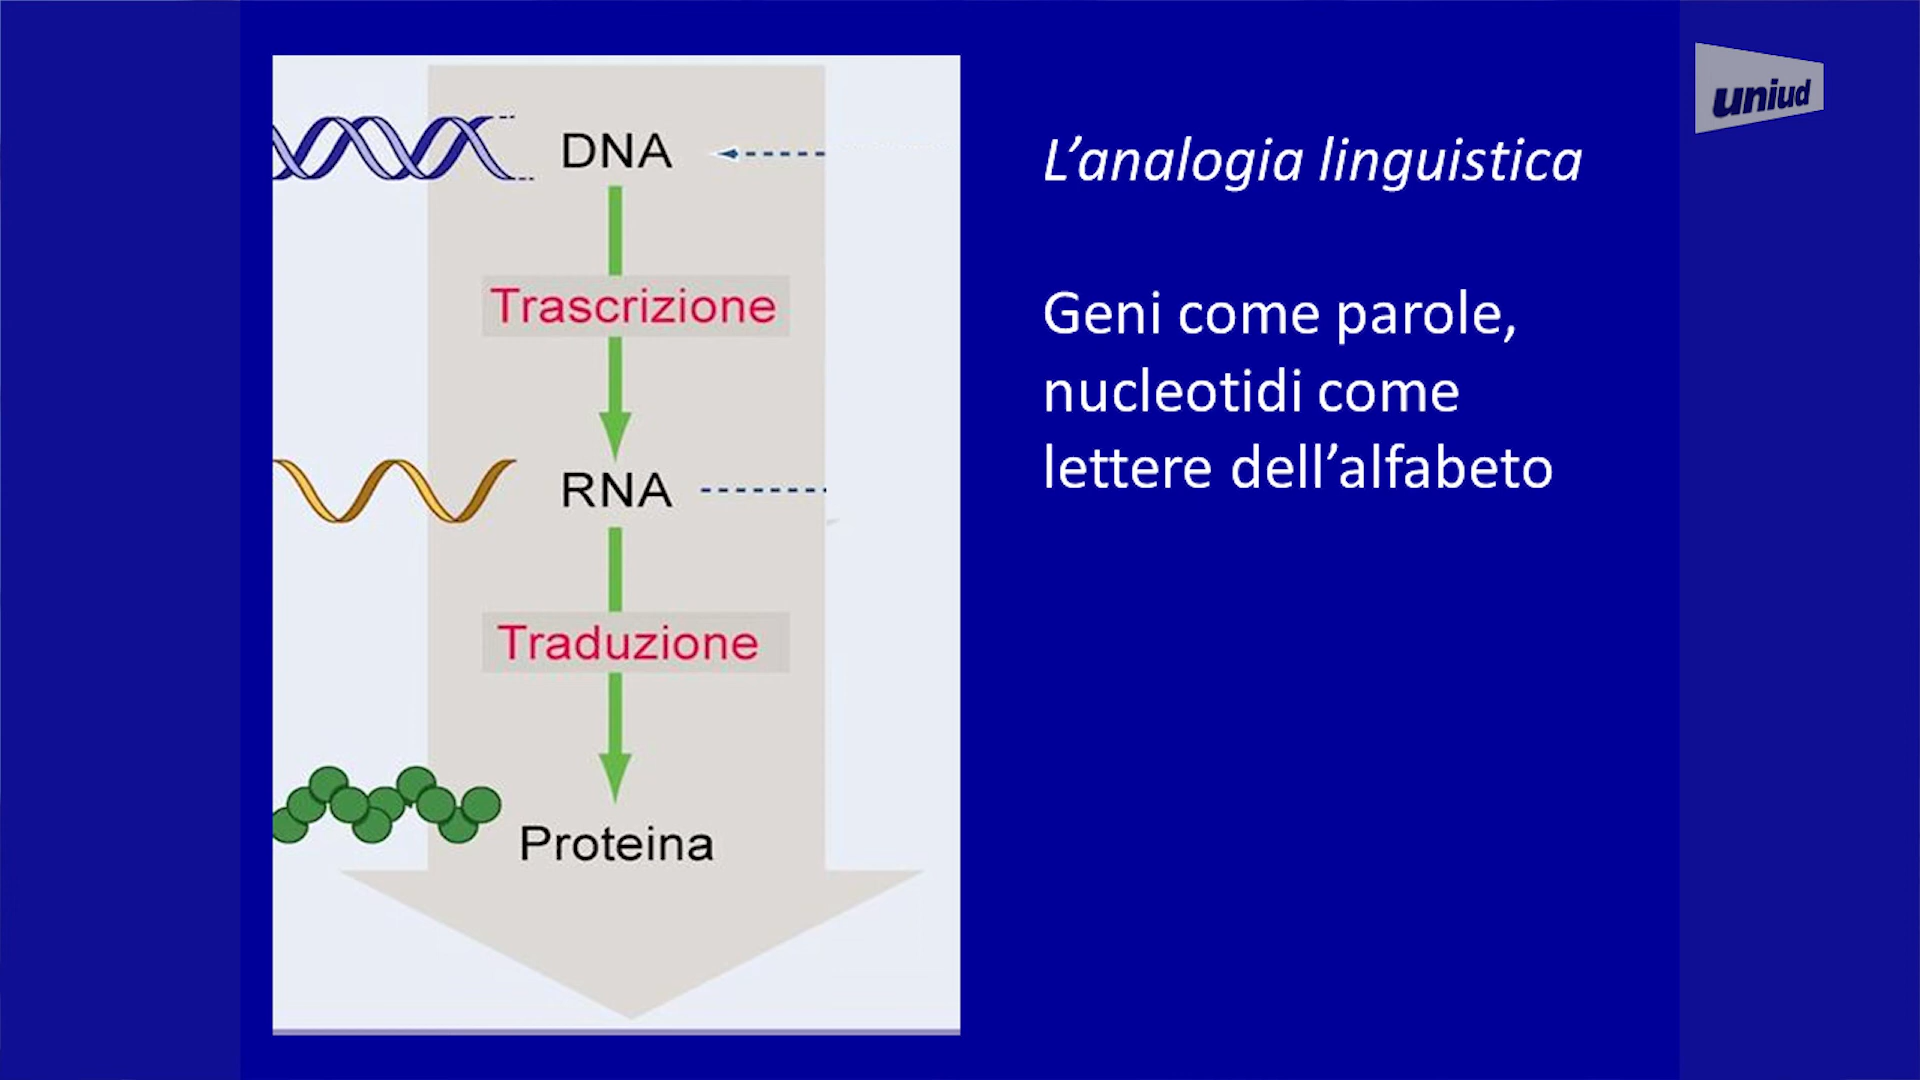 DNA
Trascrizione
RNA
Traduzione
Proteina
L’analogia linguistica
Geni come parole,
nucleotidi come
lettere dell’alfabeto
uniud